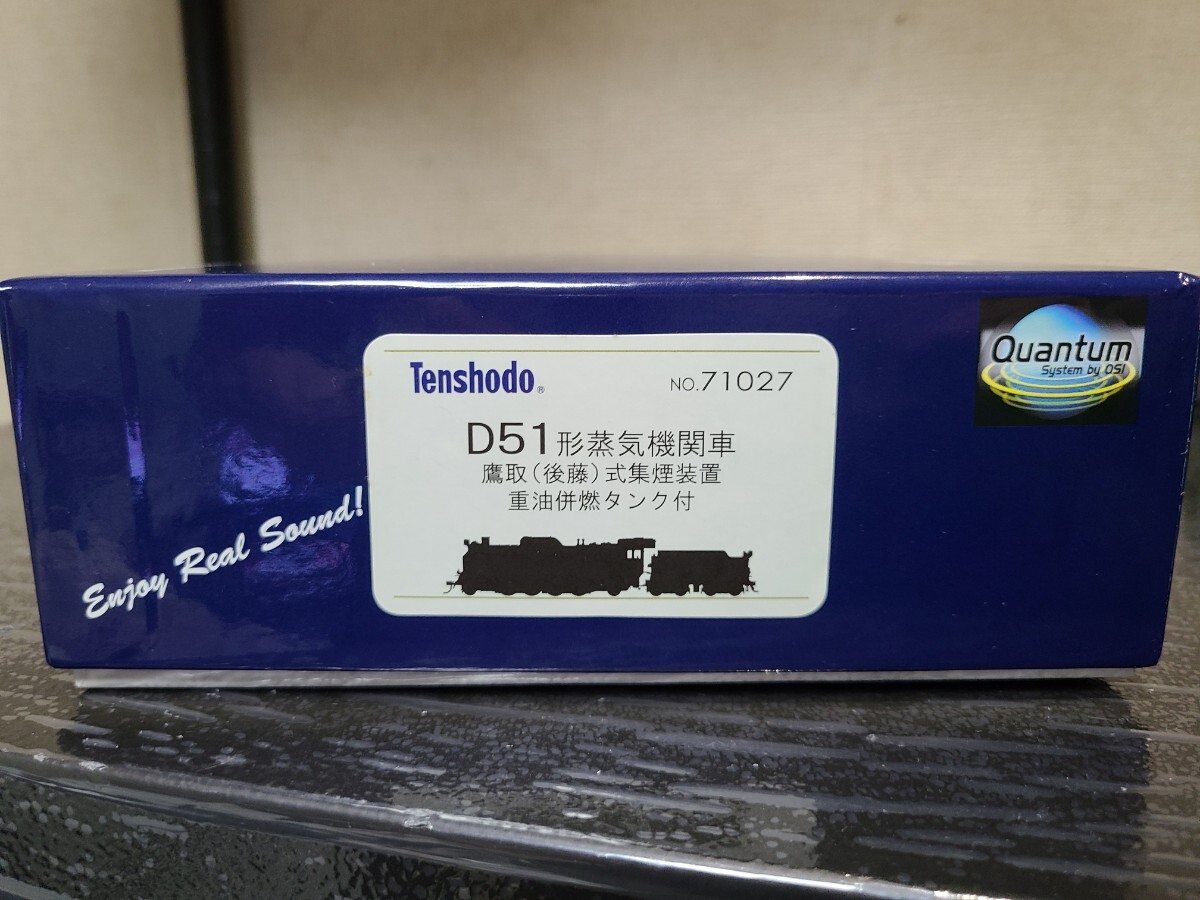 Tenshodo®
NO.71027
D51形蒸気機関車
鷹取(後藤)式集煙装置
重油併燃タンク付
Enjoy Real Sound!
Quantum
System by QSI